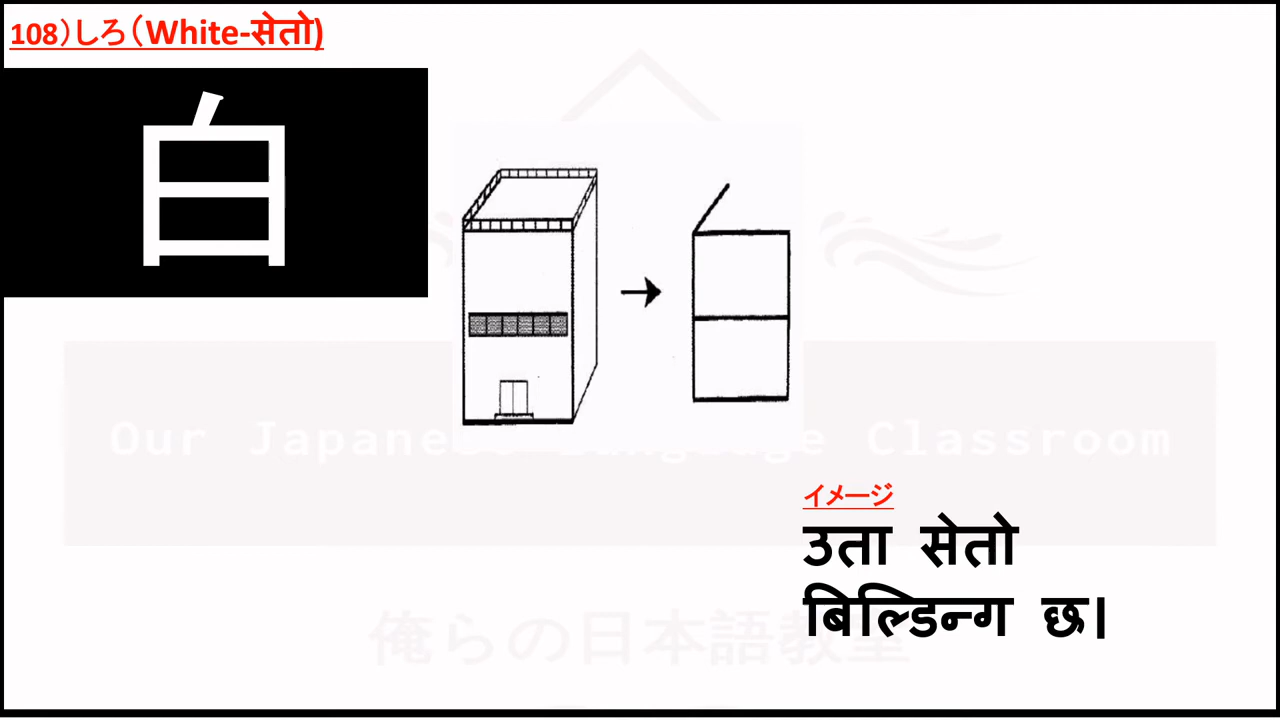 108）しろ（White-सेतो)
白
イメージ
उता सेतो
बिल्डिन्ग छ।
Our Japanese Language Classroom
俺らの日本語教室